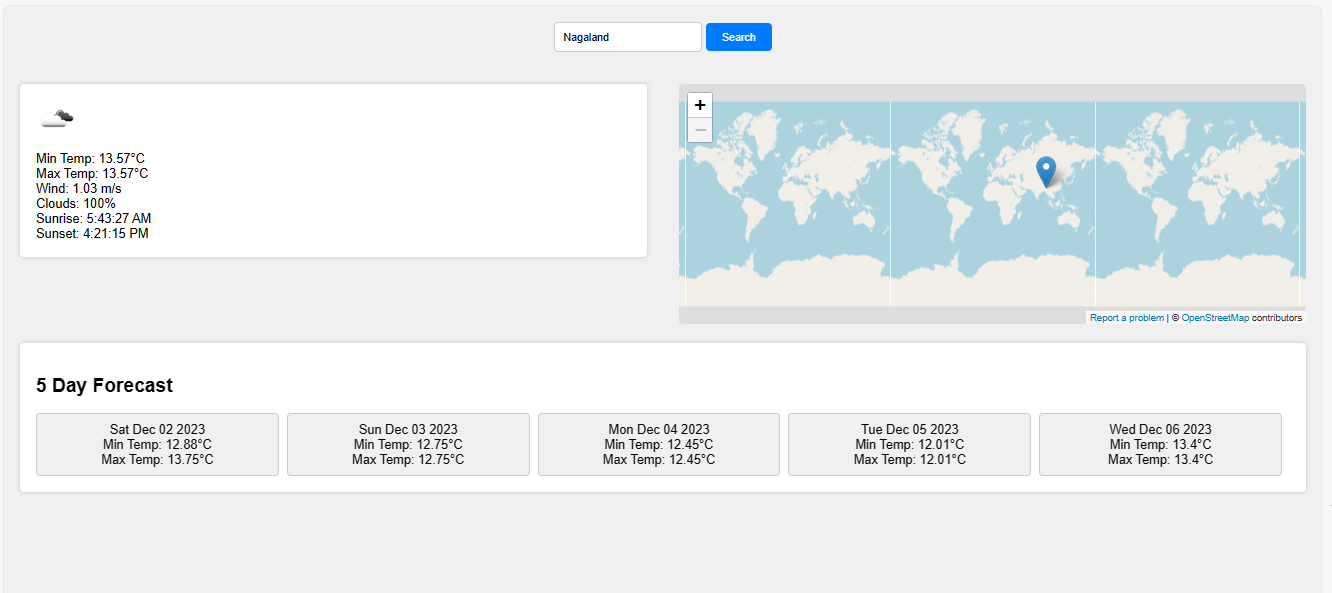 Nagaland
Search
Min Temp: 13.57°C
Max Temp: 13.57°C
Wind: 1.03 m/s
Clouds: 100%
Sunrise: 5:43:27 AM
Sunset: 4:21:15 PM
+
−
Report a problem | © OpenStreetMap contributors
5 Day Forecast
Sat Dec 02 2023
Min Temp: 12.88°C
Max Temp: 13.75°C
Sun Dec 03 2023
Min Temp: 12.75°C
Max Temp: 12.75°C
Mon Dec 04 2023
Min Temp: 12.45°C
Max Temp: 12.45°C
Tue Dec 05 2023
Min Temp: 12.01°C
Max Temp: 12.01°C
Wed Dec 06 2023
Min Temp: 13.4°C
Max Temp: 13.4°C